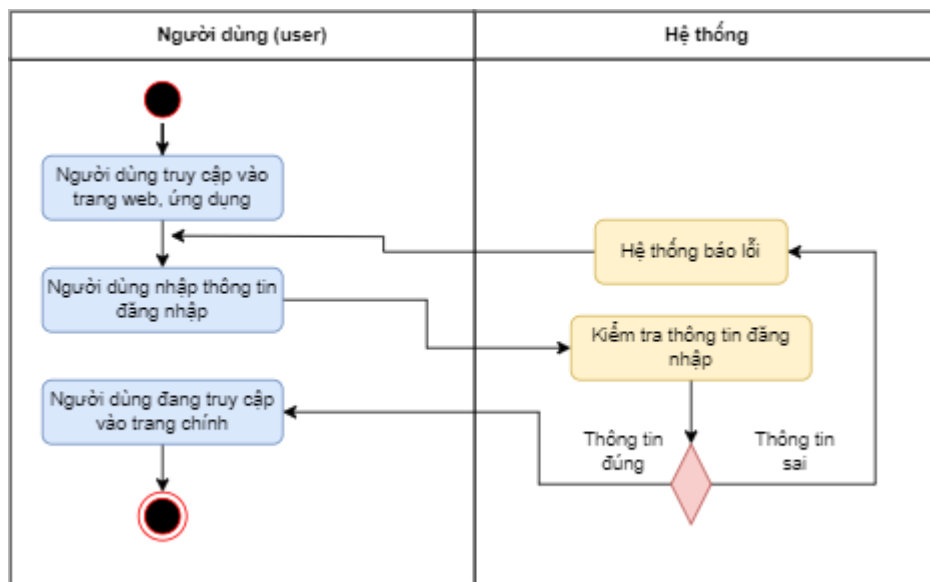 Người dùng (user)
Hệ thống
Người dùng truy cập vào
trang web, ứng dụng
Hệ thống báo lỗi
Người dùng nhập thông tin
đăng nhập
Kiểm tra thông tin đăng
nhập
Người dùng đang truy cập
vào trang chính
Thông tin
đúng
Thông tin
sai